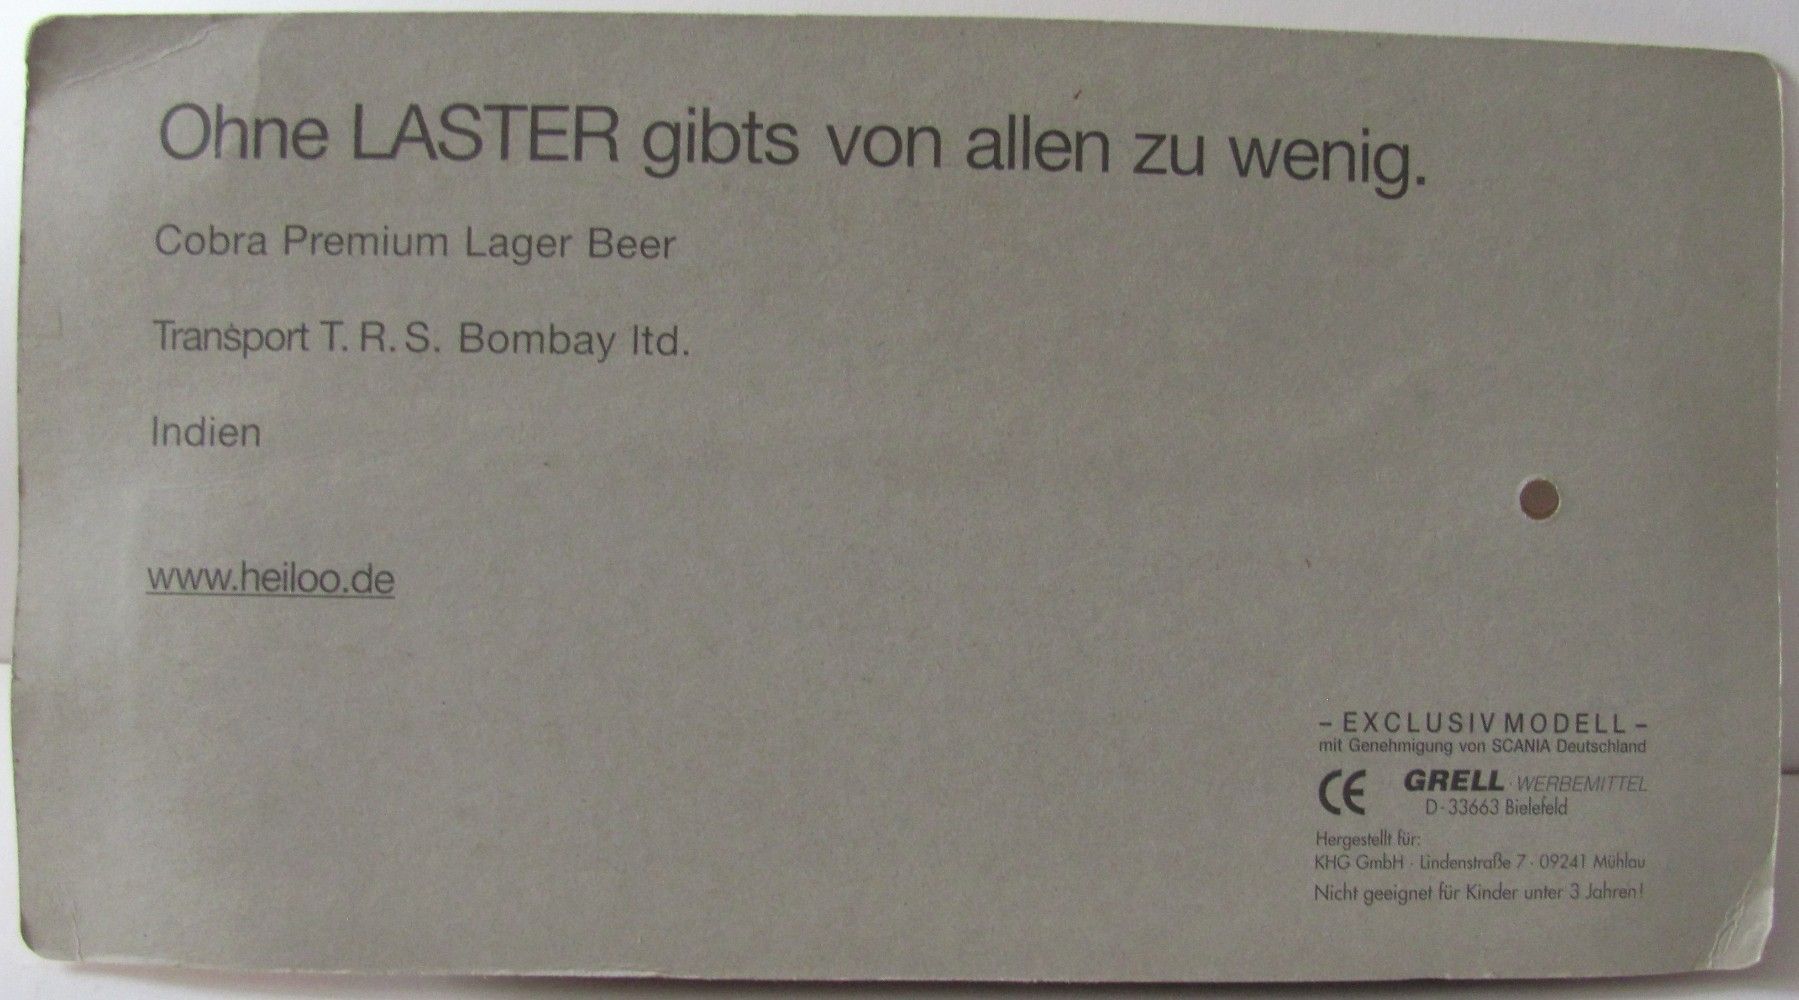 Ohne LASTER gibts von allen zu wenig.
Cobra Premium Lager Beer
Transport T. R. S. Bombay ltd.
Indien
www.heiloo.de
- EXCLUSIVMODELL -
mit Genehmigung von SCANIA Deutschland
CE GRELL · WERBEMITTEL
D - 33663 Bielefeld
Hergestellt für:
KHG GmbH · Lindenstraße 7 · 09241 Mühlau
Nicht geeignet für Kinder unter 3 Jahren!